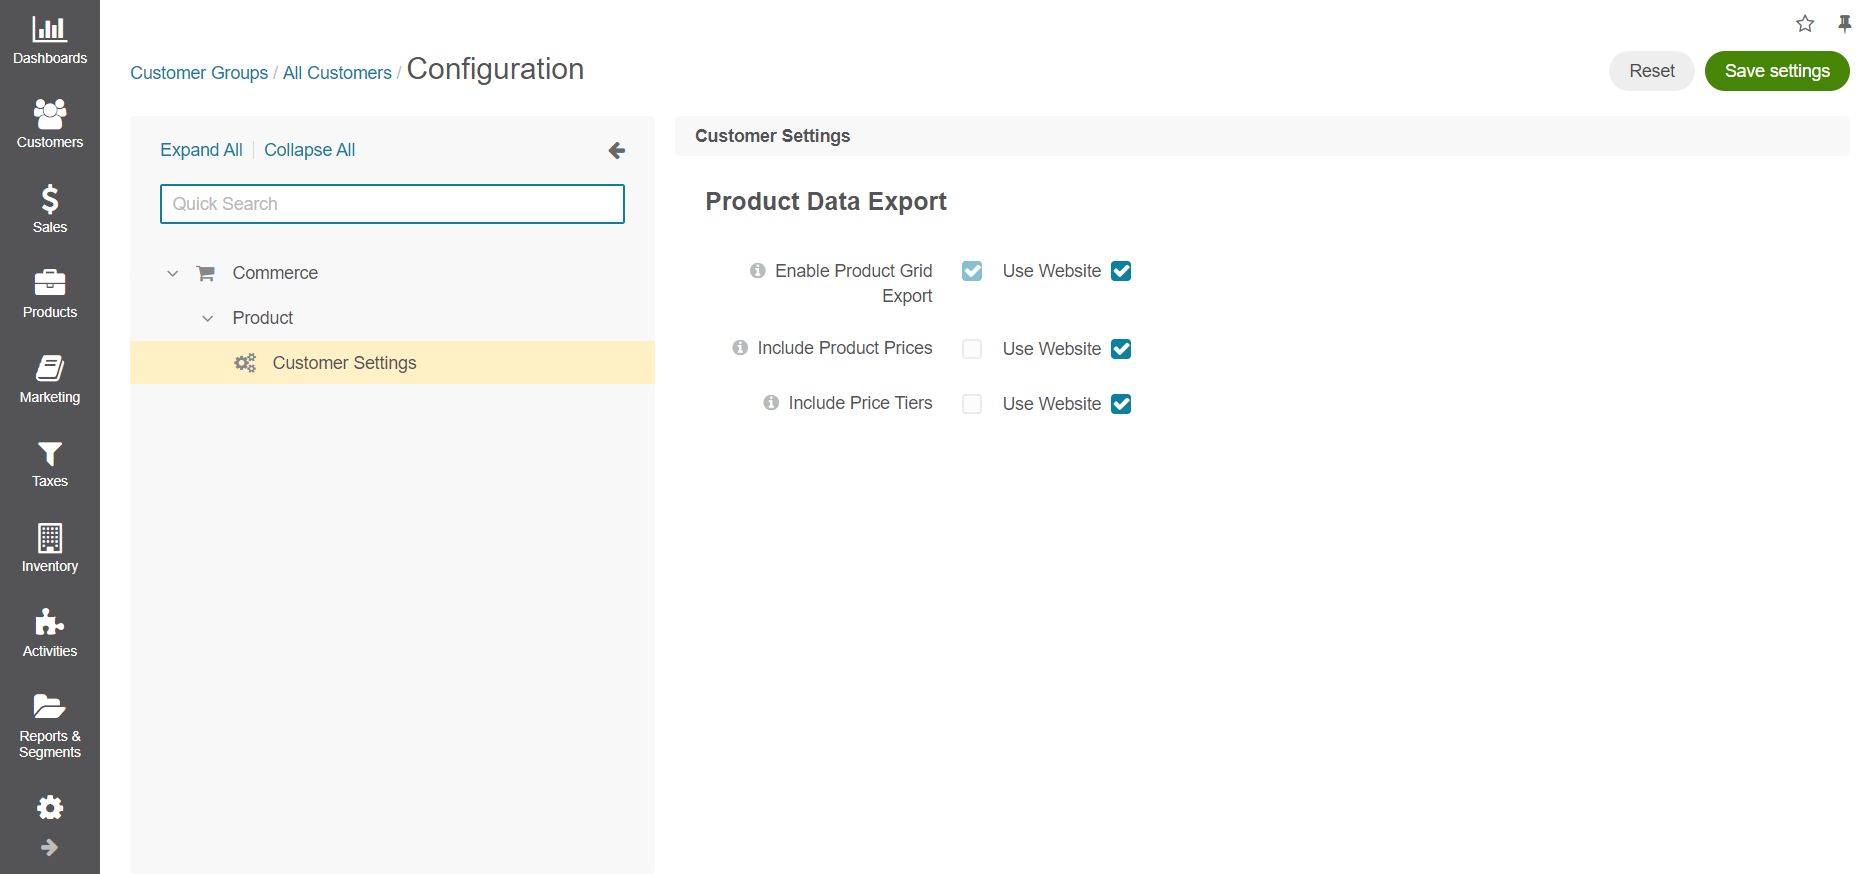 Dashboards
Customers
Sales
Products
Marketing
Taxes
Inventory
Activities
Reports &
Segments
Customer Groups / All Customers / Configuration
Reset
Save settings
Expand All
Collapse All
Quick Search
Commerce
Product
Customer Settings
Customer Settings
Product Data Export
Enable Product Grid
Export
Use Website
Include Product Prices
Use Website
Include Price Tiers
Use Website